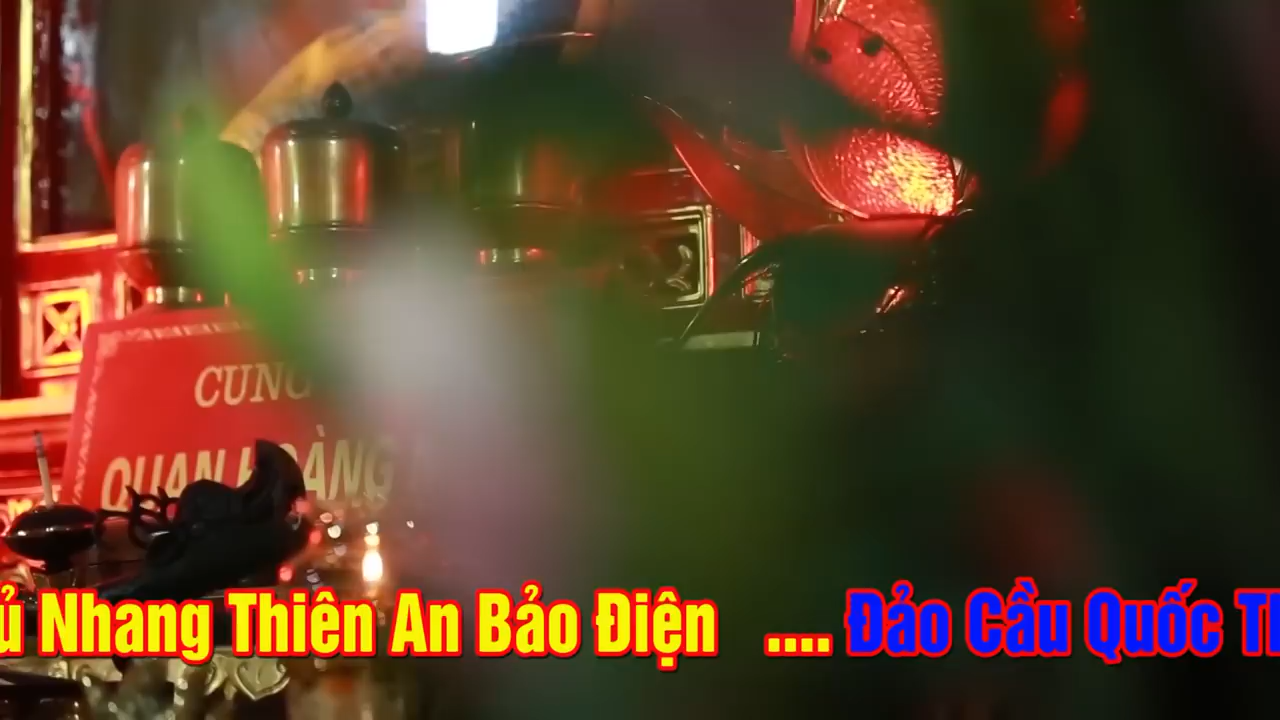 CUNG
QUAN HOÀNG
Nhang Thiên An Bảo Điện .... Đảo Cầu Quốc